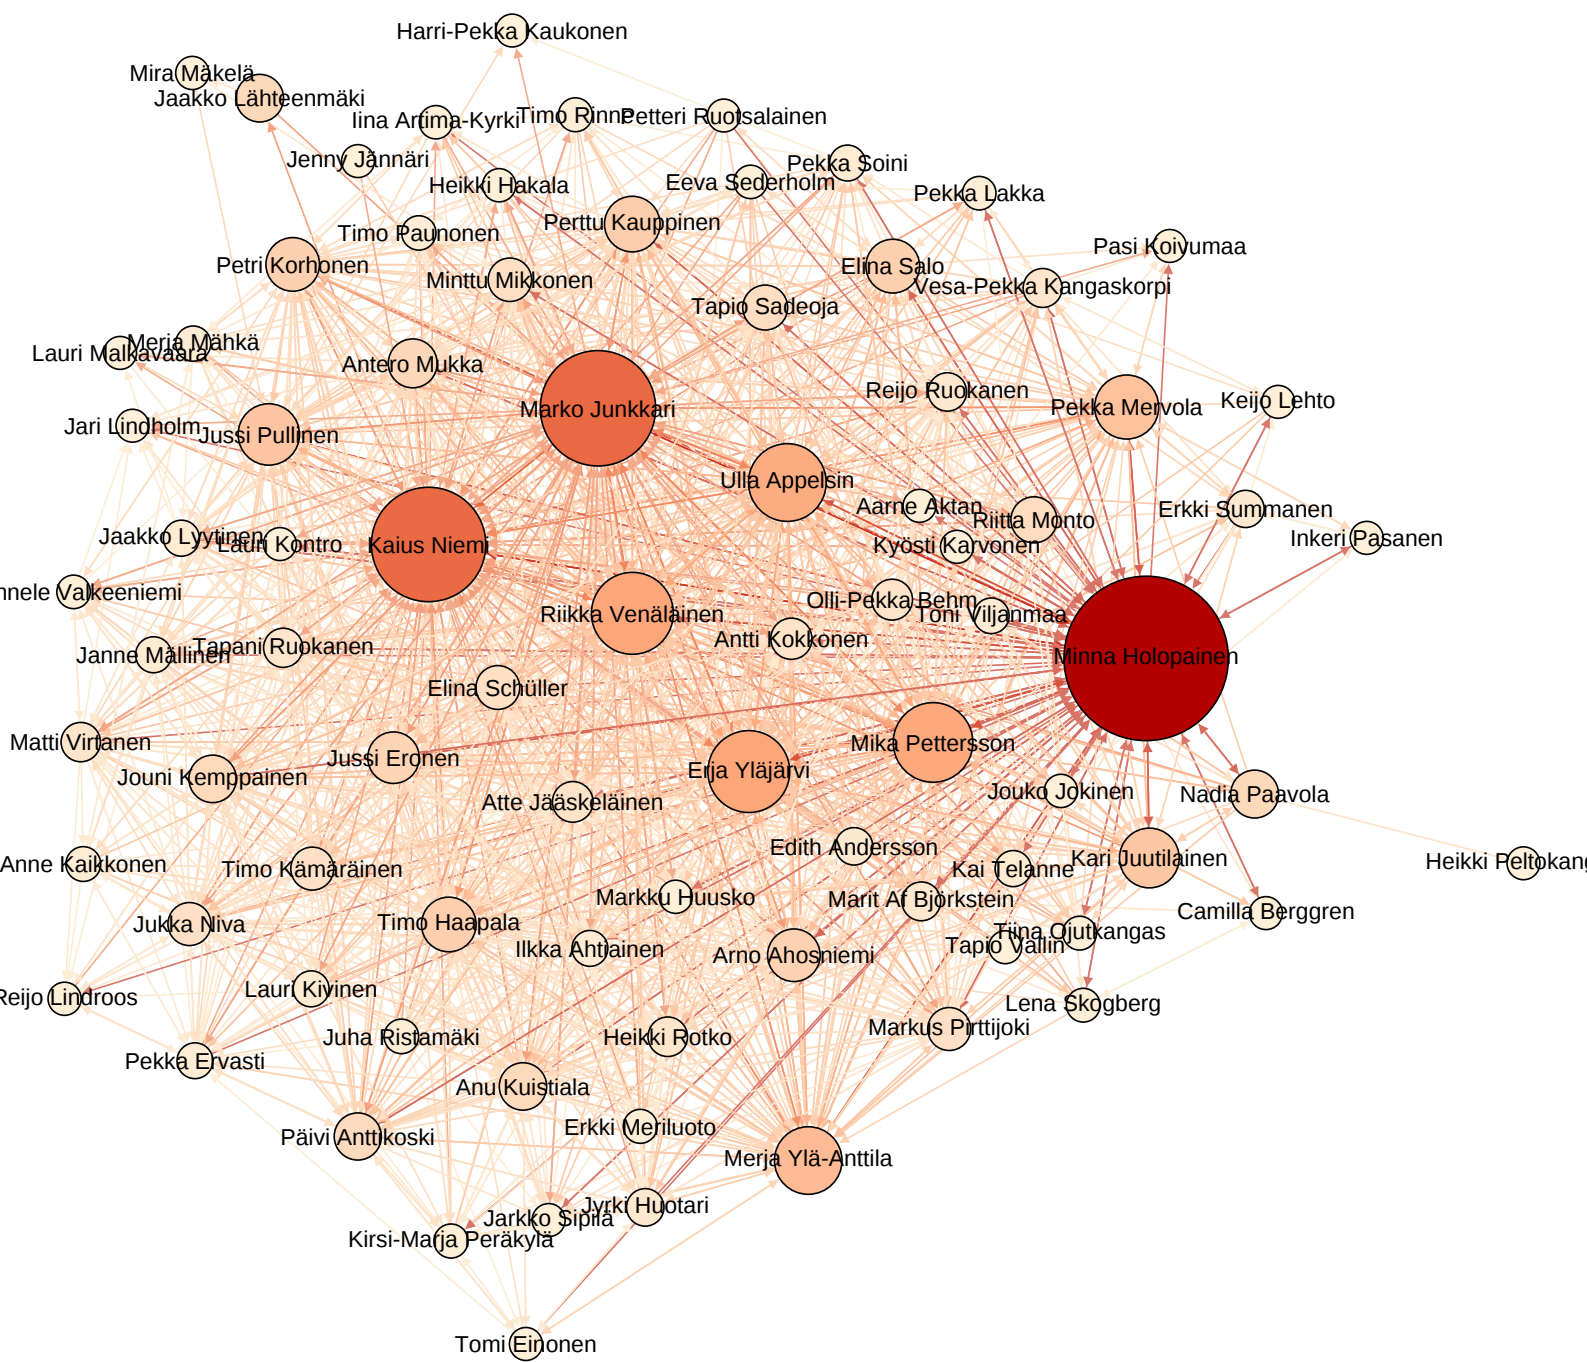 Harri-Pekka Kaukonen
Mira Mäkelä
Jaakko Lähteenmäki
Iina Artima-Kyrki
Timo Rinne
Petteri Ruotsalainen
Jenny Jännäri
Heikki Hakala
Eeva Sederholm
Pekka Soini
Pekka Lakka
Timo Paunonen
Perttu Kauppinen
Pasi Koivumaa
Petri Korhonen
Minttu Mikkonen
Elina Salo
Vesa-Pekka Kangaskorpi
Tapio Sadeoja
Merja Mähkä
Lauri Malkavaara
Antero Mukka
Reijo Ruokanen
Marko Junkkari
Pekka Mervola
Keijo Lehto
Jari Lindholm
Jussi Pullinen
Ulla Appelsin
Aarne Aktan
Riitta Monto
Erkki Summanen
Inkeri Pasanen
Jaakko Lyytinen
Lauri Kontro
Kaius Niemi
Kyösti Karvonen
nnele Valkeeniemi
Olli-Pekka Behm
Toni Viljanmaa
Riikka Venäläinen
Antti Kokkonen
Janne Mällinen
Tapani Ruokanen
Minna Holopainen
Elina Schüller
Matti Virtanen
Jouni Kemppainen
Jussi Eronen
Erja Yläjärvi
Mika Pettersson
Jouko Jokinen
Nadia Paavola
Atte Jääskeläinen
Anne Kaikkonen
Timo Kämäräinen
Edith Andersson
Kai Telanne
Kari Juutilainen
Heikki Peltokang
Markku Huusko
Marit Af Björkstein
Camilla Berggren
Jukka Niva
Timo Haapala
Ilkka Ahtiainen
Arno Ahosniemi
Tapio Vallin
Tiina Ojutkangas
Reijo Lindroos
Lauri Kivinen
Lena Skogberg
Juha Ristamäki
Heikki Rotko
Markus Pirttijoki
Pekka Ervasti
Anu Kuistiala
Päivi Anttikoski
Erkki Meriluoto
Merja Ylä-Anttila
Jyrki Huotari
Jarkko Sipilä
Kirsi-Marja Peräkylä
Tomi Einonen